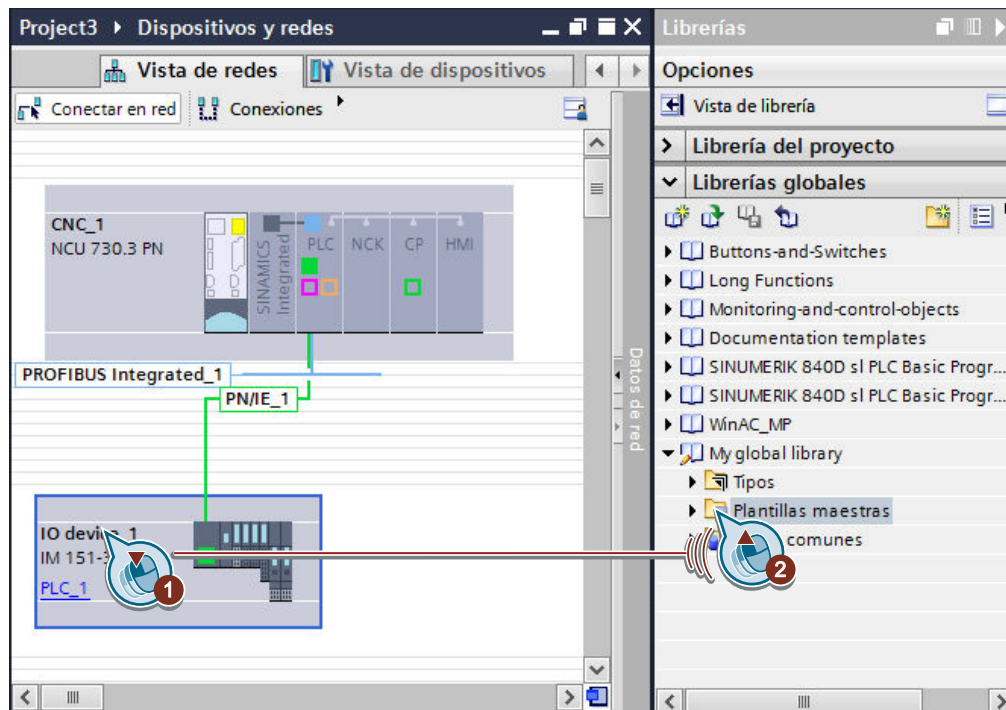 Project3 ▸ Dispositivos y redes
Vista de redes
Vista de dispositivos
Conectar en red
Conexiones
CNC_1
NCU 730.3 PN
SINAMICS
Integrated
PLC
NCK
CP
HMI
PROFIBUS Integrated_1
PN/IE_1
IO device_1
IM 151-3
PLC_1
1
Datos de red
Librerías
Opciones
Vista de librería
Librería del proyecto
Librerías globales
Buttons-and-Switches
Long Functions
Monitoring-and-control-objects
Documentation templates
SINUMERIK 840D sl PLC Basic Progr...
SINUMERIK 840D sl PLC Basic Progr...
WinAC_MP
My global library
Tipos
Plantillas maestras
comunes
2